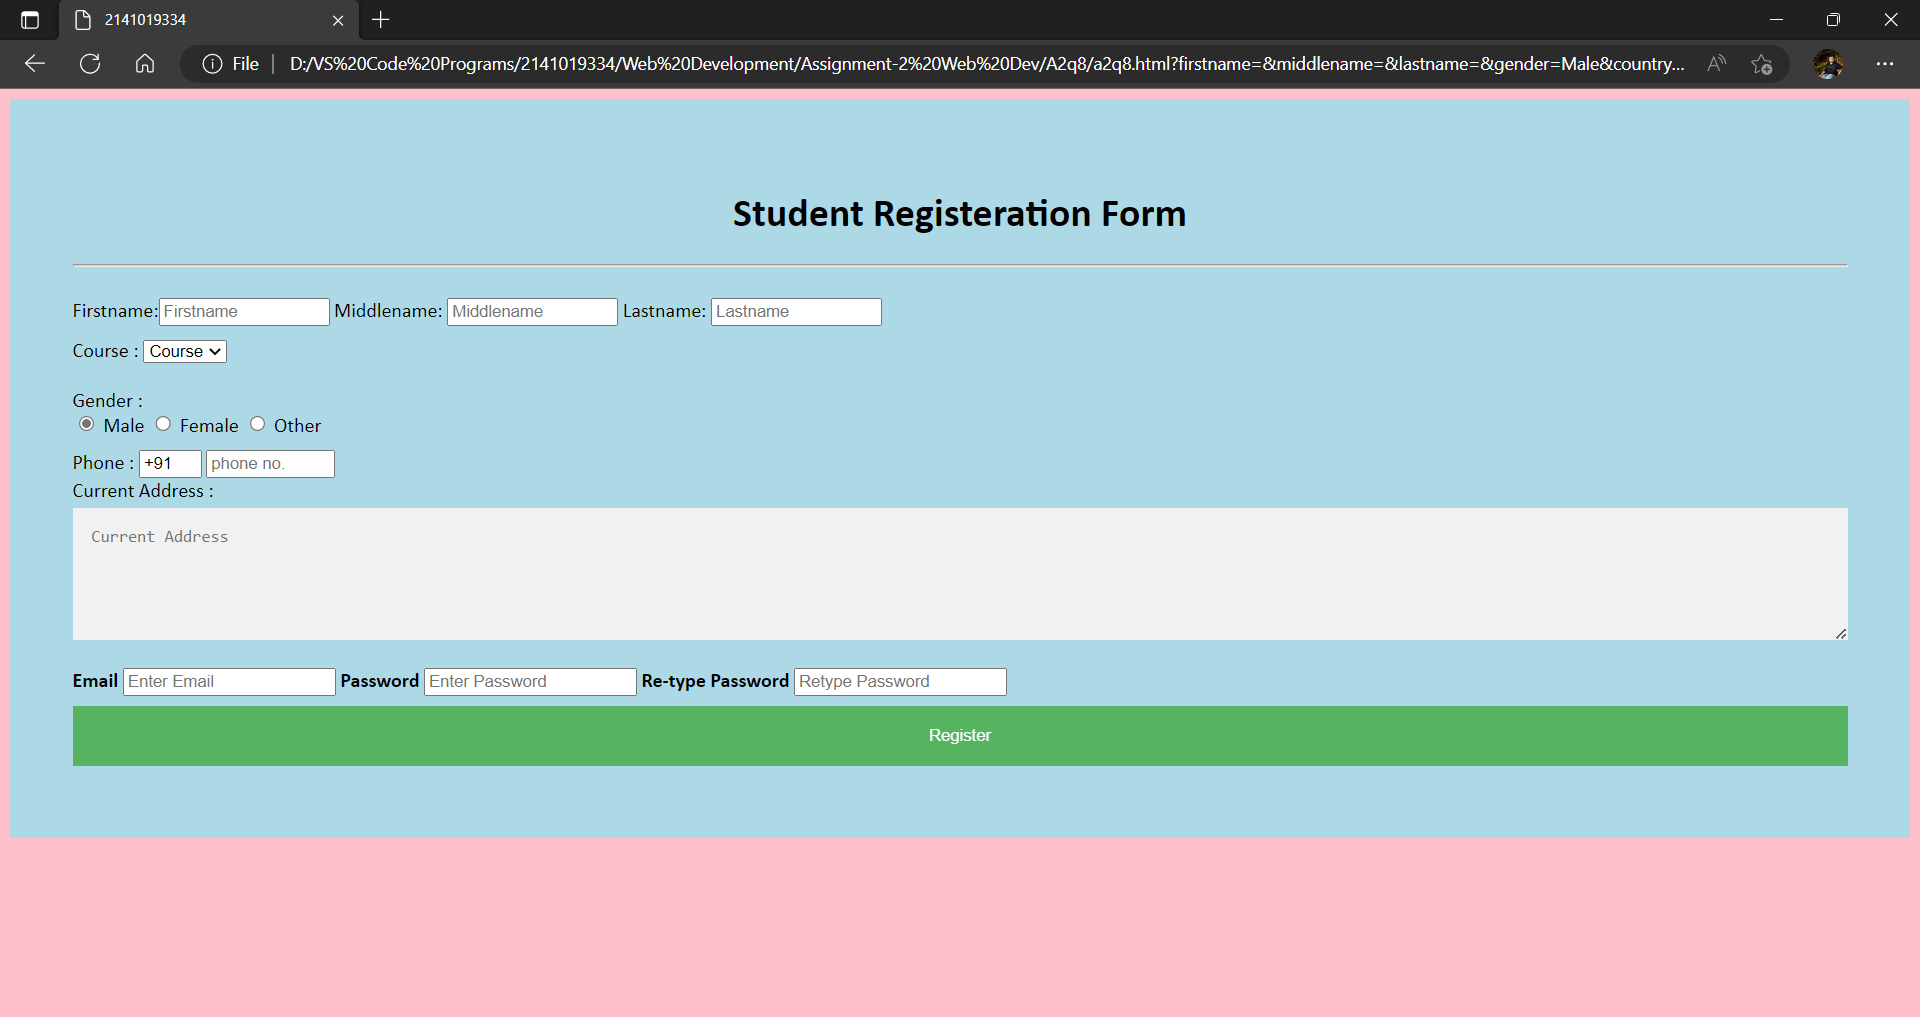 2141019334
File
D:/VS%20Code%20Programs/2141019334/Web%20Development/Assignment-2%20Web%20Dev/A2q8/a2q8.html?firstname=&middlename=&lastname=&gender=Male&country...
Student Registeration Form
Firstname: Firstname Middlename: Middlename Lastname: Lastname
Course : Course
Gender :
Male Female Other
Phone : +91 phone no.
Current Address :
Current Address
Email Enter Email Password Enter Password Re-type Password Retype Password
Register